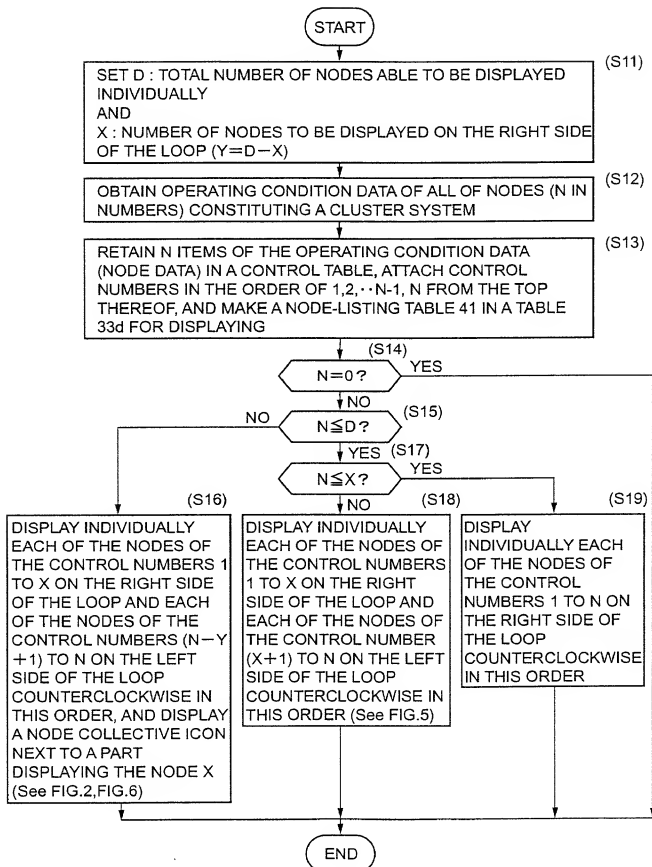 START
(S11)
SET D : TOTAL NUMBER OF NODES ABLE TO BE DISPLAYED
INDIVIDUALLY
AND
X : NUMBER OF NODES TO BE DISPLAYED ON THE RIGHT SIDE
OF THE LOOP (Y=D−X)
(S12)
OBTAIN OPERATING CONDITION DATA OF ALL OF NODES (N IN
NUMBERS) CONSTITUTING A CLUSTER SYSTEM
(S13)
RETAIN N ITEMS OF THE OPERATING CONDITION DATA
(NODE DATA) IN A CONTROL TABLE, ATTACH CONTROL
NUMBERS IN THE ORDER OF 1,2,··N-1, N FROM THE TOP
THEREOF, AND MAKE A NODE-LISTING TABLE 41 IN A TABLE
33d FOR DISPLAYING
(S14)
N=0?
YES
NO
(S15)
N≦D?
NO
YES
(S17)
N≦X?
YES
NO
(S16)
DISPLAY INDIVIDUALLY
EACH OF THE NODES OF
THE CONTROL NUMBERS 1
TO X ON THE RIGHT SIDE
OF THE LOOP AND EACH
OF THE NODES OF THE
CONTROL NUMBERS (N−Y
+1) TO N ON THE LEFT
SIDE OF THE LOOP
COUNTERCLOCKWISE IN
THIS ORDER, AND DISPLAY
A NODE COLLECTIVE ICON
NEXT TO A PART
DISPLAYING THE NODE X
(See FIG.2,FIG.6)
(S18)
DISPLAY INDIVIDUALLY
EACH OF THE NODES OF
THE CONTROL NUMBERS
1 TO X ON THE RIGHT
SIDE OF THE LOOP AND
EACH OF THE NODES OF
THE CONTROL NUMBER
(X+1) TO N ON THE LEFT
SIDE OF THE LOOP
COUNTERCLOCKWISE IN
THIS ORDER (See FIG.5)
(S19)
DISPLAY
INDIVIDUALLY EACH
OF THE NODES OF
THE CONTROL
NUMBERS 1 TO N ON
THE RIGHT SIDE OF
THE LOOP
COUNTERCLOCKWISE
IN THIS ORDER
END